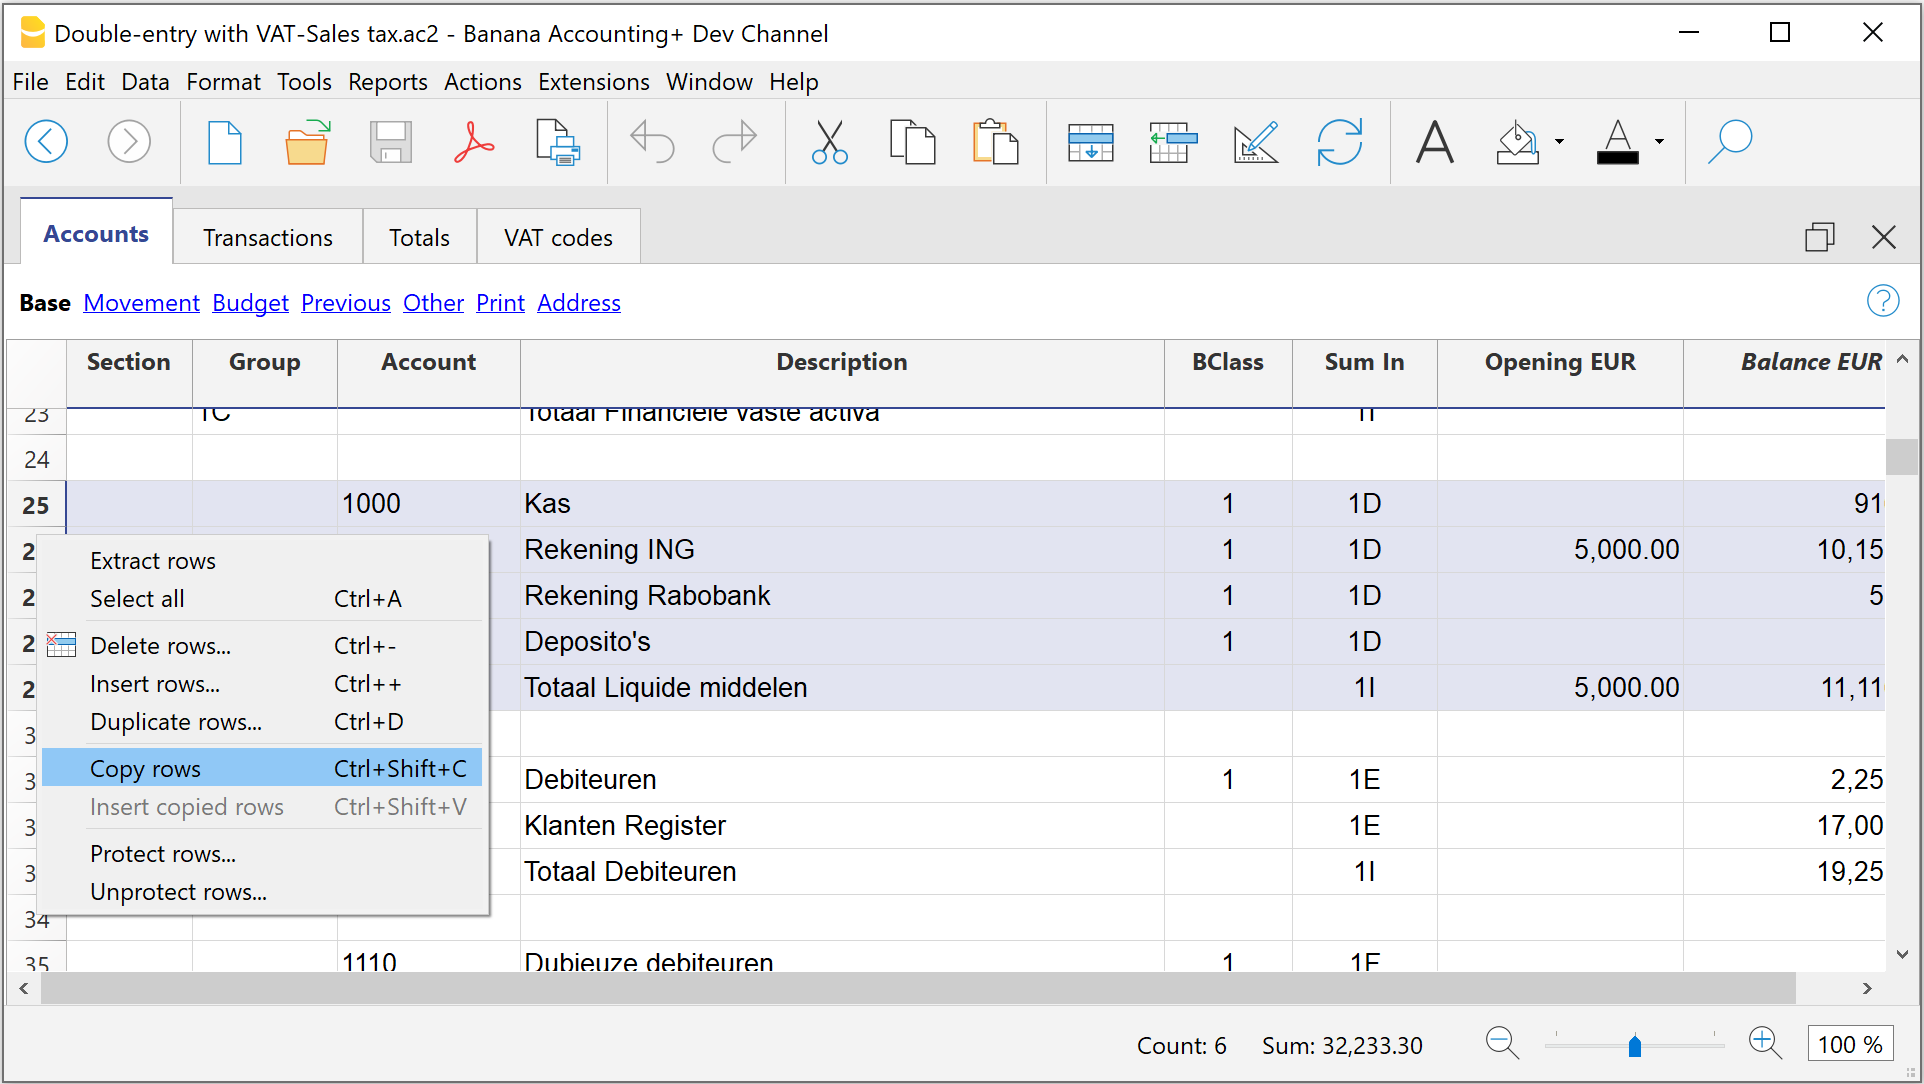 Double-entry with VAT-Sales tax.ac2 - Banana Accounting+ Dev Channel
File Edit Data Format Tools Reports Actions Extensions Window Help
Accounts Transactions Totals VAT codes
Base Movement Budget Previous Other Print Address
Section Group Account Description BClass Sum In Opening EUR Balance EUR
23 1C Totaal Financiële vaste activa 1I
24
25 1000 Kas 1 1D 91
2 Rekening ING 1 1D 5,000.00 10,15
2 Rekening Rabobank 1 1D 5
2 Deposito's 1 1D
2 Totaal Liquide middelen 1I 5,000.00 11,11
3
3 Debiteuren 1 1E 2,25
3 Klanten Register 1E 17,00
3 Totaal Debiteuren 1I 19,25
34
35 1110 Dubieuze debiteuren 1 1E
Extract rows
Select all Ctrl+A
Delete rows... Ctrl+-
Insert rows... Ctrl++
Duplicate rows... Ctrl+D
Copy rows Ctrl+Shift+C
Insert copied rows Ctrl+Shift+V
Protect rows...
Unprotect rows...
Count: 6 Sum: 32,233.30 100 %